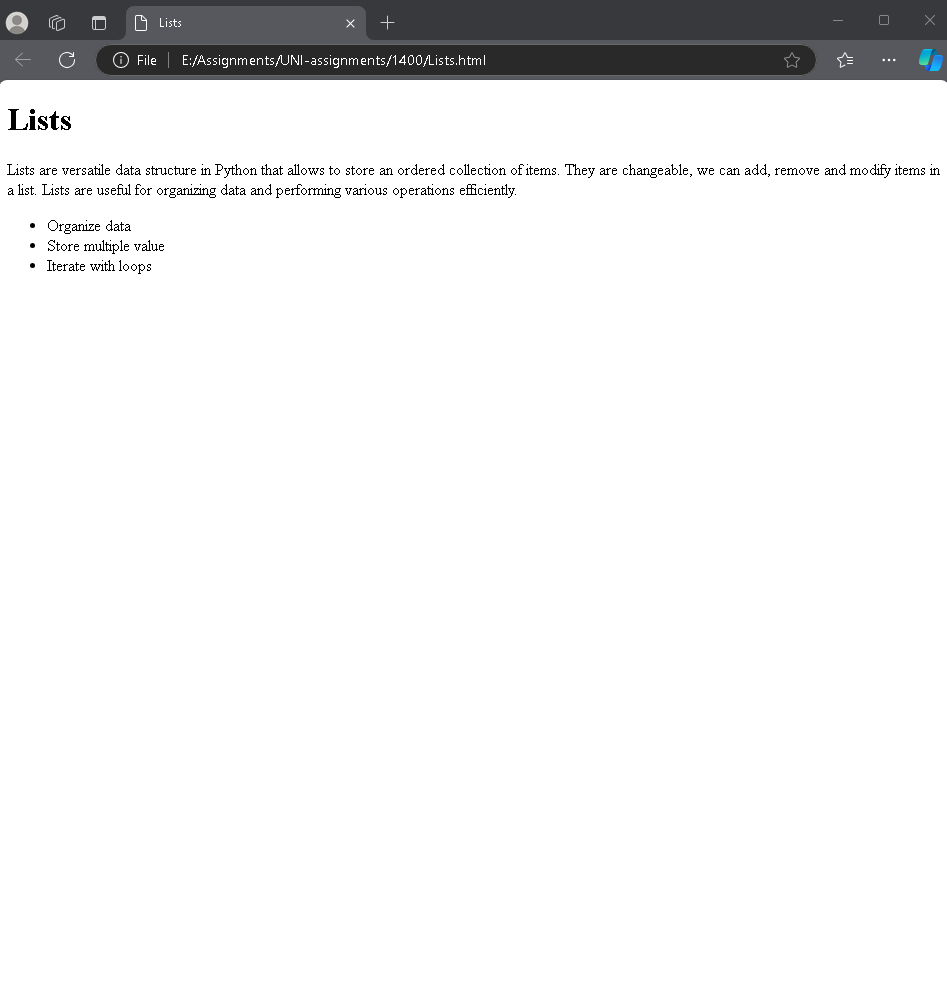 Lists
File
E:/Assignments/UNI-assignments/1400/Lists.html
Lists
Lists are versatile data structure in Python that allows to store an ordered collection of items. They are changeable, we can add, remove and modify items in
a list. Lists are useful for organizing data and performing various operations efficiently.
Organize data
Store multiple value
Iterate with loops